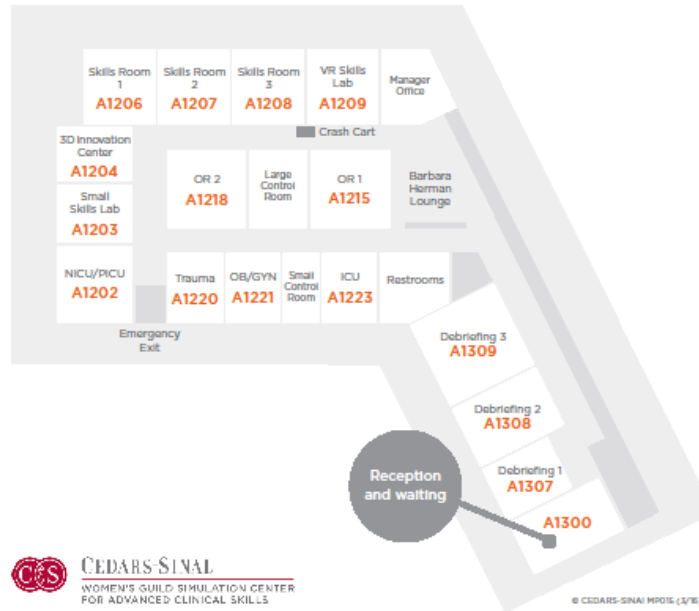 Skills Room
1
A1206
Skills Room
2
A1207
Skills Room
3
A1208
VR Skills
Lab
A1209
Manager
Office
Crash Cart
3D Innovation
Center
A1204
Small
Skills Lab
A1203
NICU/PICU
A1202
OR 2
A1218
Large
Control
Room
OR 1
A1215
Barbara
Herman
Lounge
Trauma
A1220
OB/GYN
A1221
Small
Control
Room
ICU
A1223
Restrooms
Emergency
Exit
Debriefing 3
A1309
Debriefing 2
A1308
Debriefing 1
A1307
A1300
Reception
and waiting
CS
CEDARS-SINAI
WOMEN'S GUILD SIMULATION CENTER
FOR ADVANCED CLINICAL SKILLS
© CEDARS-SINAI MP015